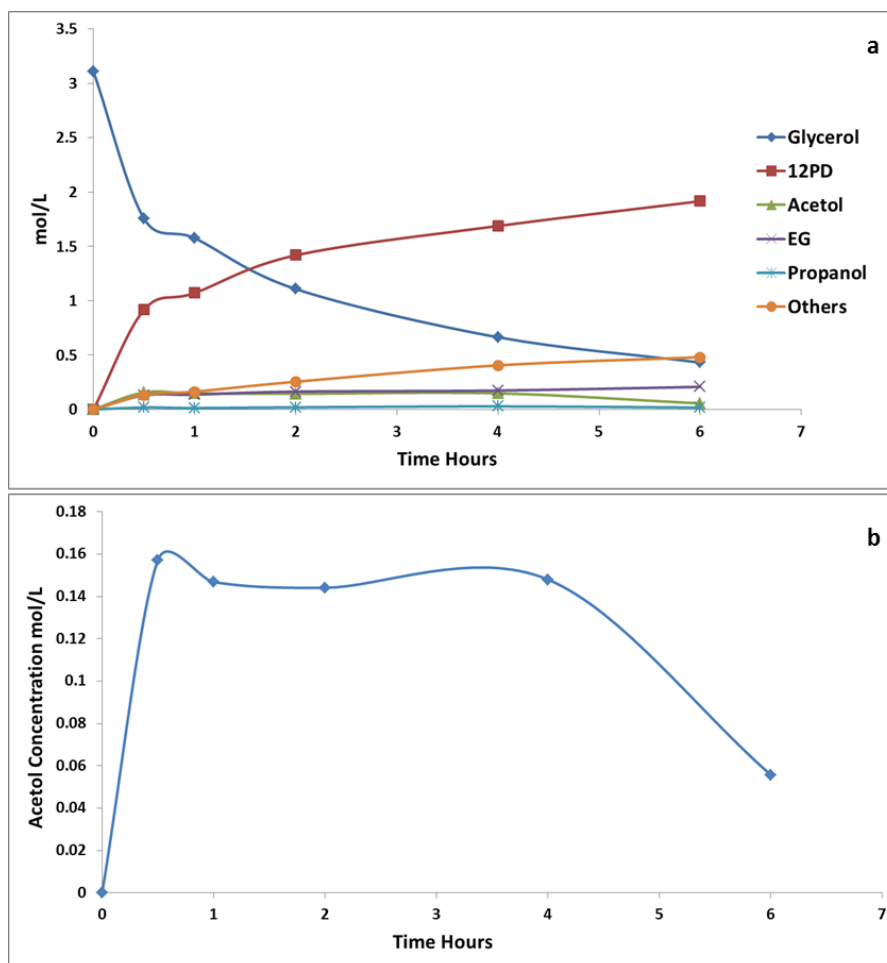 a
3.5
3
2.5
2
1.5
1
0.5
0
mol/L
0 1 2 3 4 5 6 7
Time Hours
Glycerol
12PD
Acetol
EG
Propanol
Others
b
0.18
0.16
0.14
0.12
0.1
0.08
0.06
0.04
0.02
0
Acetol Concentration mol/L
0 1 2 3 4 5 6 7
Time Hours